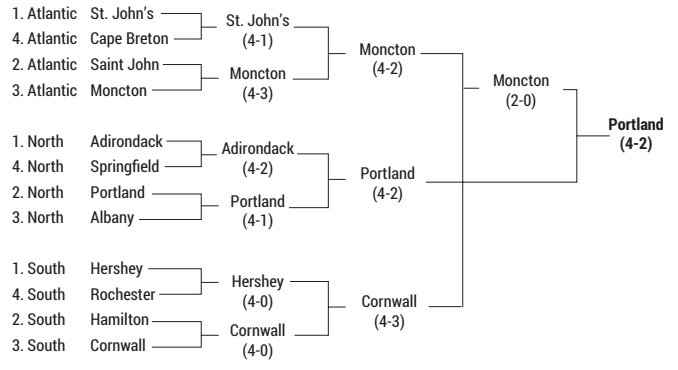 1. Atlantic St. John's
4. Atlantic Cape Breton
2. Atlantic Saint John
3. Atlantic Moncton
St. John's
(4-1)
Moncton
(4-3)
Moncton
(4-2)
Moncton
(2-0)
Portland
(4-2)
1. North Adirondack
4. North Springfield
2. North Portland
3. North Albany
Adirondack
(4-2)
Portland
(4-1)
Portland
(4-2)
1. South Hershey
4. South Rochester
2. South Hamilton
3. South Cornwall
Hershey
(4-0)
Cornwall
(4-0)
Cornwall
(4-3)